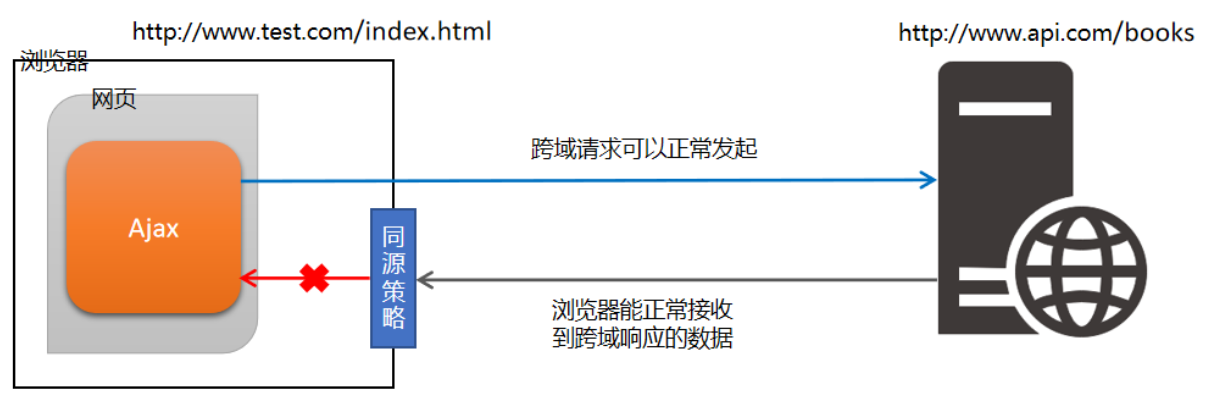 http://www.test.com/index.html
http://www.api.com/books
浏览器
网页
跨域请求可以正常发起
Ajax
同源策略
浏览器能正常接收
到跨域响应的数据